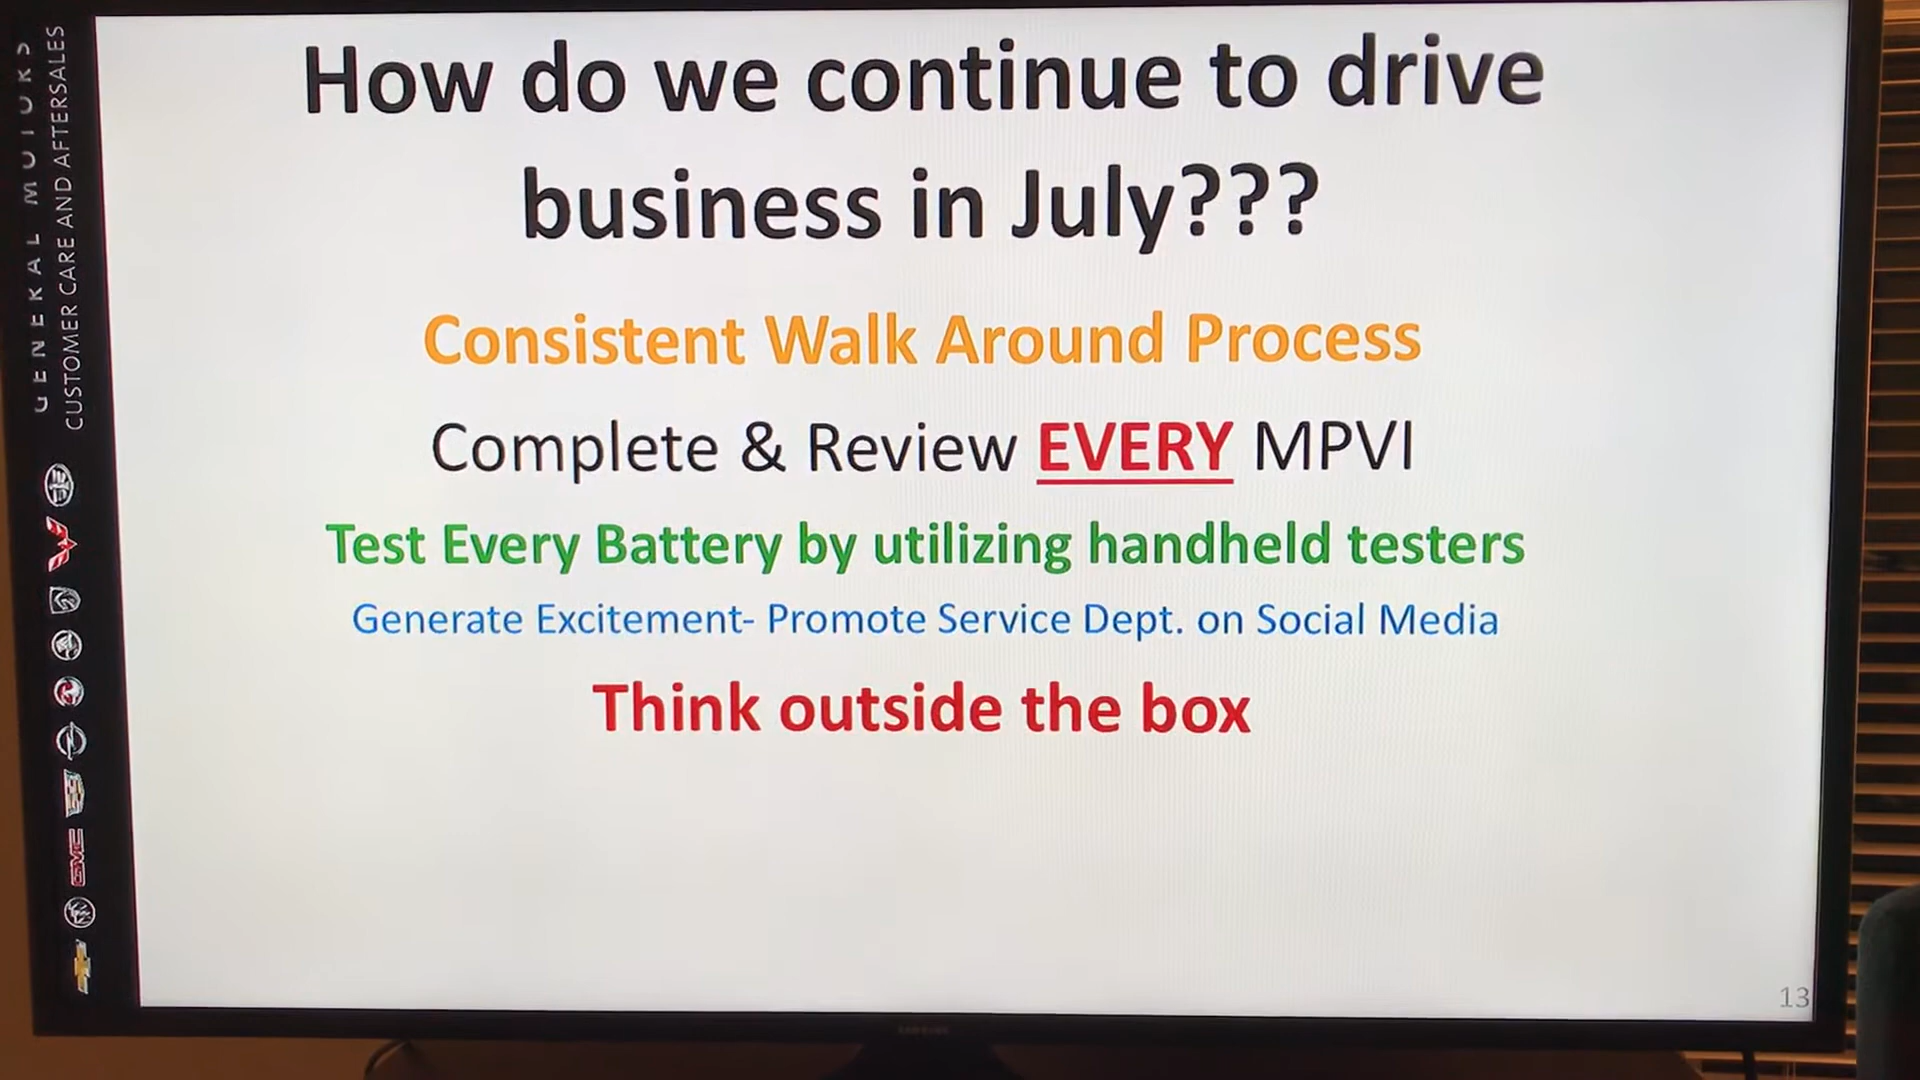 How do we continue to drive
business in July???
Consistent Walk Around Process
Complete & Review EVERY MPVI
Test Every Battery by utilizing handheld testers
Generate Excitement- Promote Service Dept. on Social Media
Think outside the box
13
GENERAL MOTORS
CUSTOMER CARE AND AFTERSALES
GMC
SAMSUNG